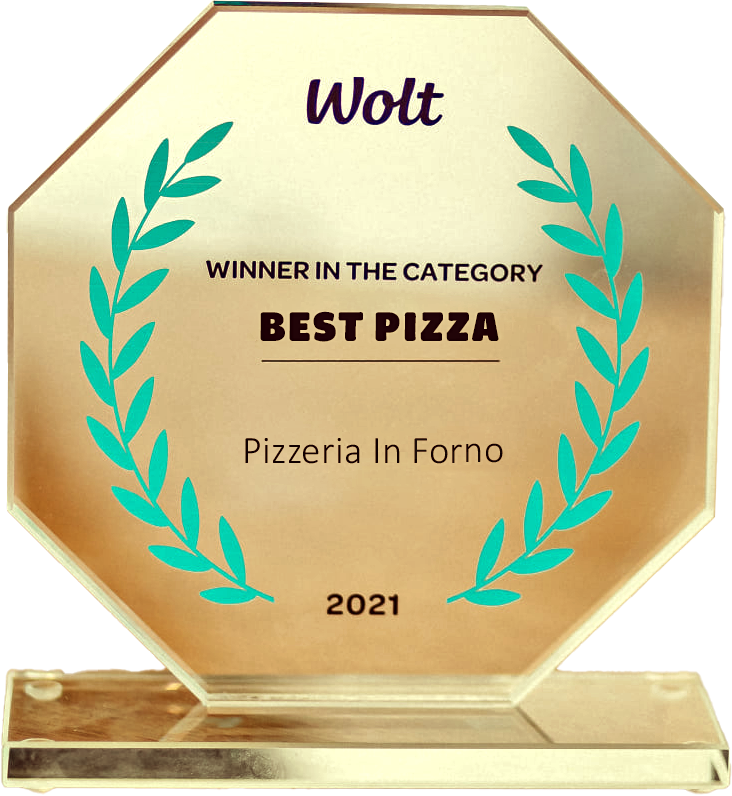 Wolt
WINNER IN THE CATEGORY
BEST PIZZA
Pizzeria In Forno
2021